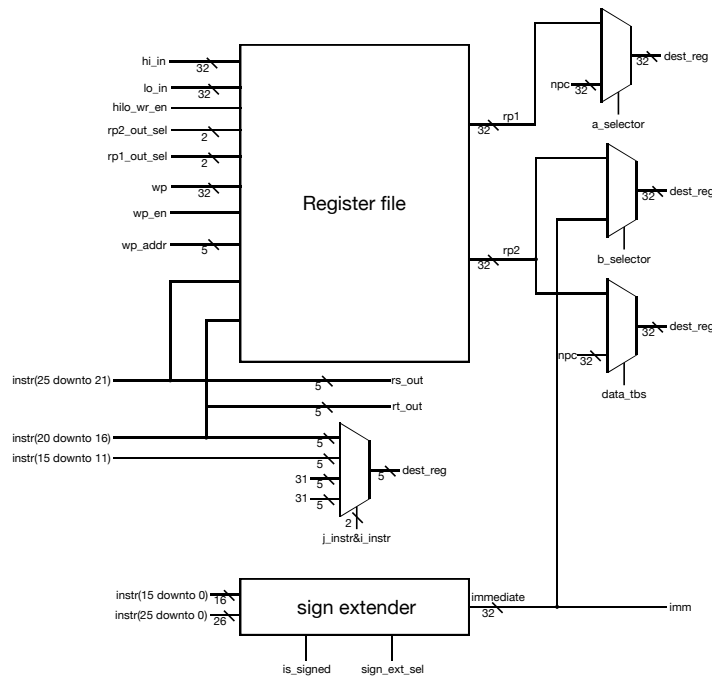 hi_in
32
lo_in
32
hilo_wr_en
rp2_out_sel
2
rp1_out_sel
2
wp
32
wp_en
wp_addr
5
Register file
rp1
32
rp2
32
npc
32
32
dest_reg
a_selector
32
dest_reg
b_selector
npc
32
32
dest_reg
data_tbs
instr(25 downto 21)
5
rs_out
5
rt_out
instr(20 downto 16)
5
instr(15 downto 11)
5
31
5
31
5
5
dest_reg
2
j_instr&i_instr
instr(15 downto 0)
16
instr(25 downto 0)
26
sign extender
immediate
32
imm
is_signed
sign_ext_sel